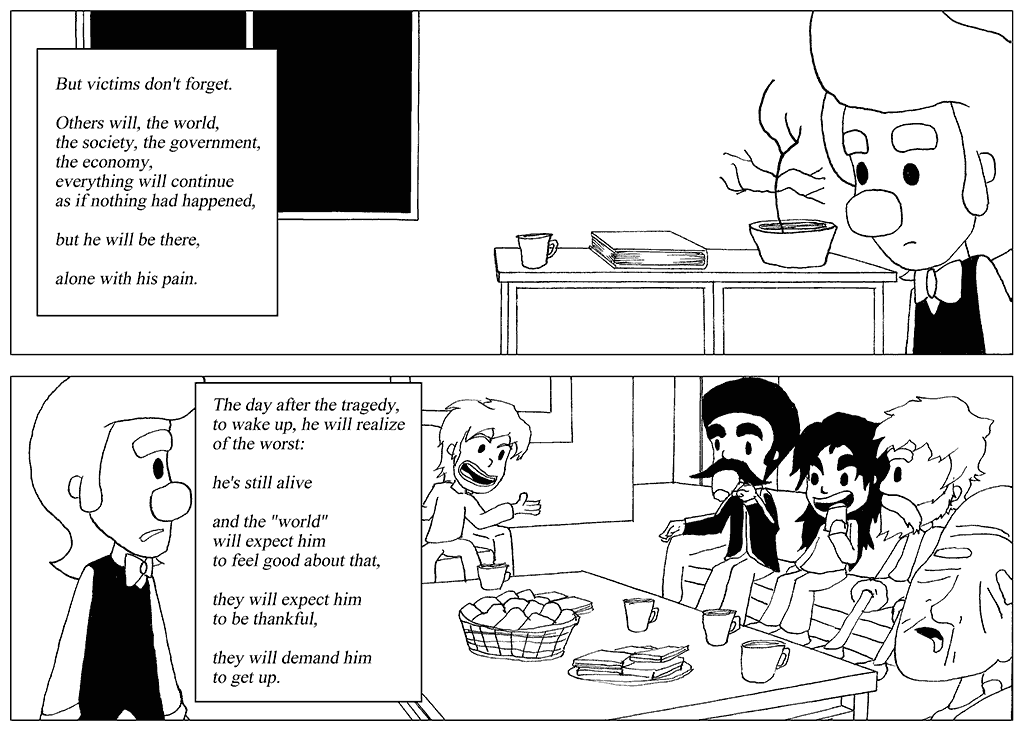 But victims don't forget.
Others will, the world,
the society, the government,
the economy,
everything will continue
as if nothing had happened,
but he will be there,
alone with his pain.
The day after the tragedy,
to wake up, he will realize
of the worst:
he's still alive
and the "world"
will expect him
to feel good about that,
they will expect him
to be thankful,
they will demand him
to get up.